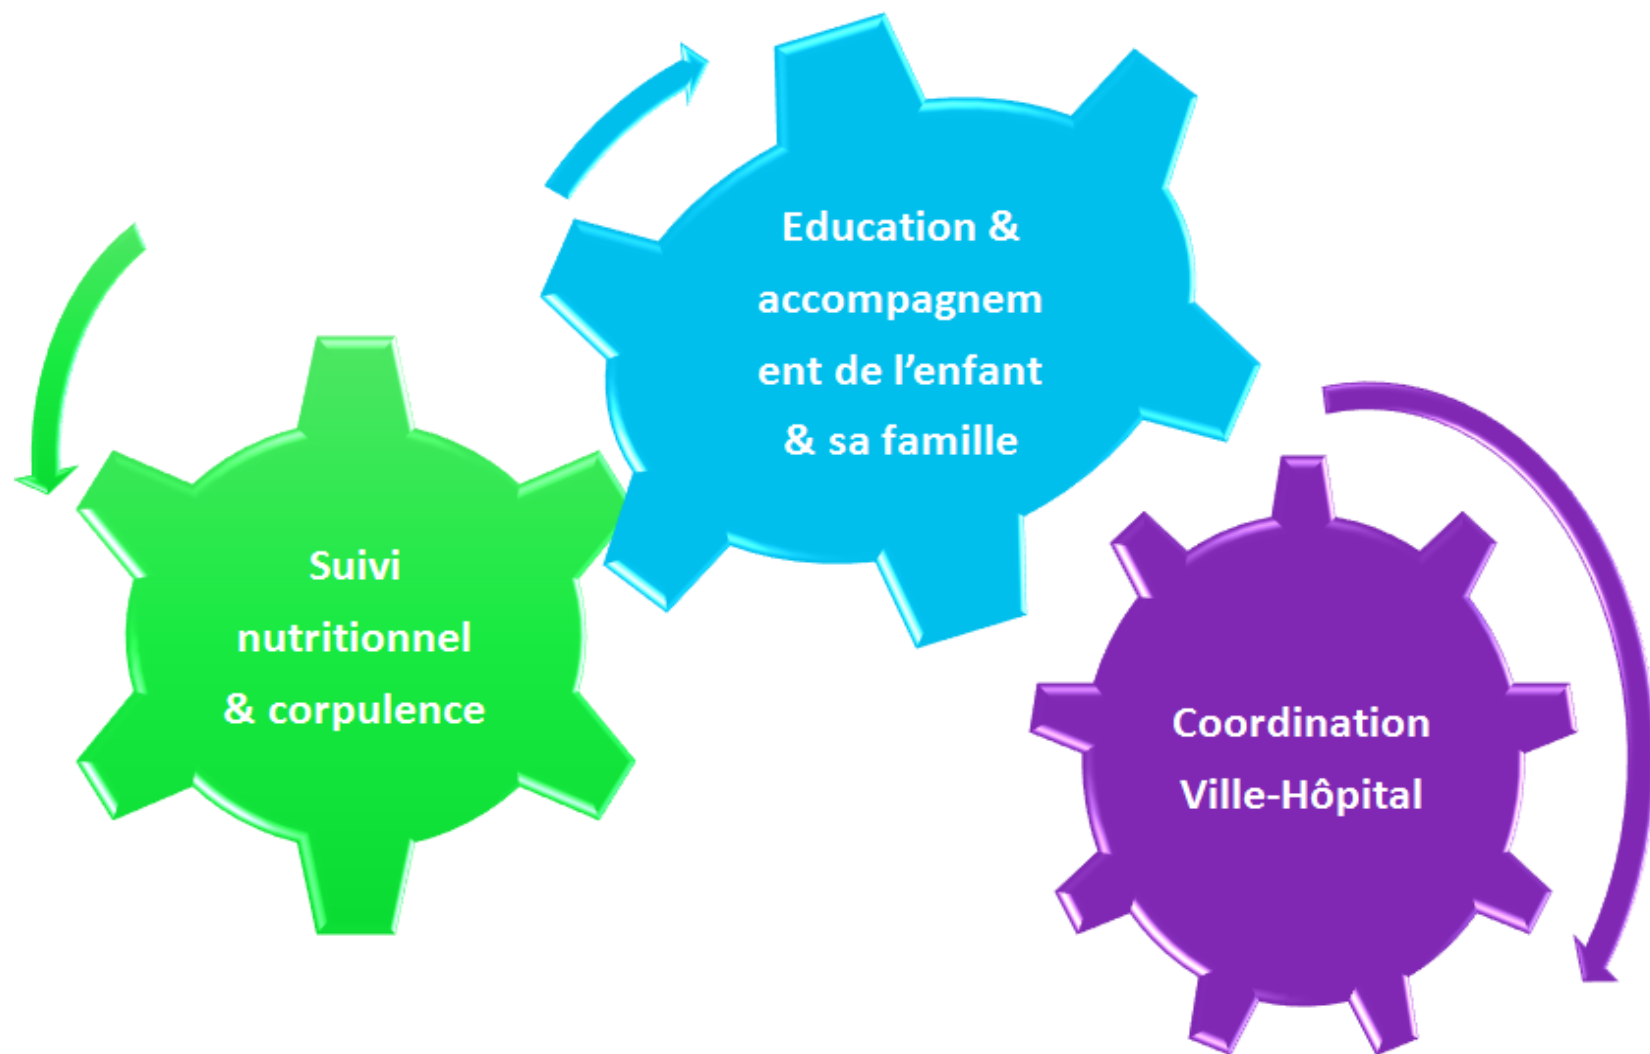 Education &
accompagnem
ent de l’enfant
& sa famille
Suivi
nutritionnel
& corpulence
Coordination
Ville-Hôpital